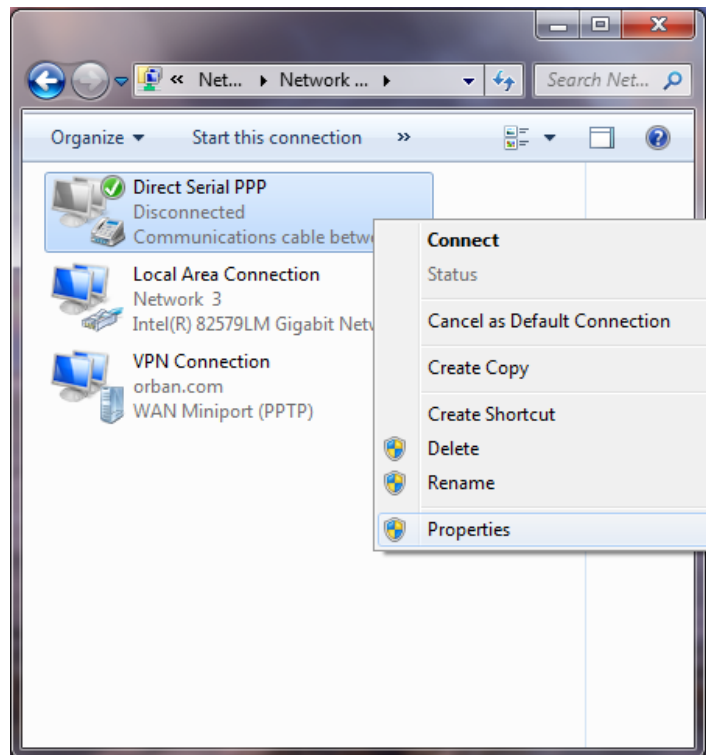 « Net... Network ...
Search Net...
Organize
Start this connection
»
Direct Serial PPP
Disconnected
Communications cable betw
Local Area Connection
Network 3
Intel(R) 82579LM Gigabit Netv
VPN Connection
orban.com
WAN Miniport (PPTP)
Connect
Status
Cancel as Default Connection
Create Copy
Create Shortcut
Delete
Rename
Properties